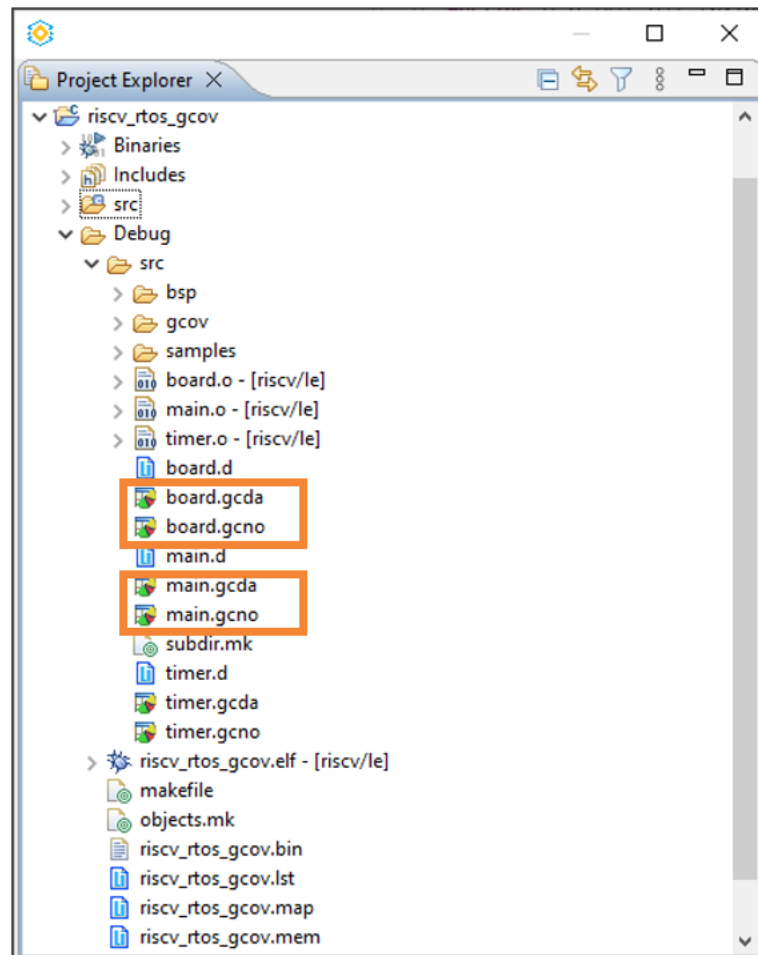 Project Explorer
riscv_rtos_gcov
Binaries
Includes
src
Debug
src
bsp
gcov
samples
board.o - [riscv/le]
main.o - [riscv/le]
timer.o - [riscv/le]
board.d
board.gcda
board.gcno
main.d
main.gcda
main.gcno
subdir.mk
timer.d
timer.gcda
timer.gcno
riscv_rtos_gcov.elf - [riscv/le]
makefile
objects.mk
riscv_rtos_gcov.bin
riscv_rtos_gcov.lst
riscv_rtos_gcov.map
riscv_rtos_gcov.mem